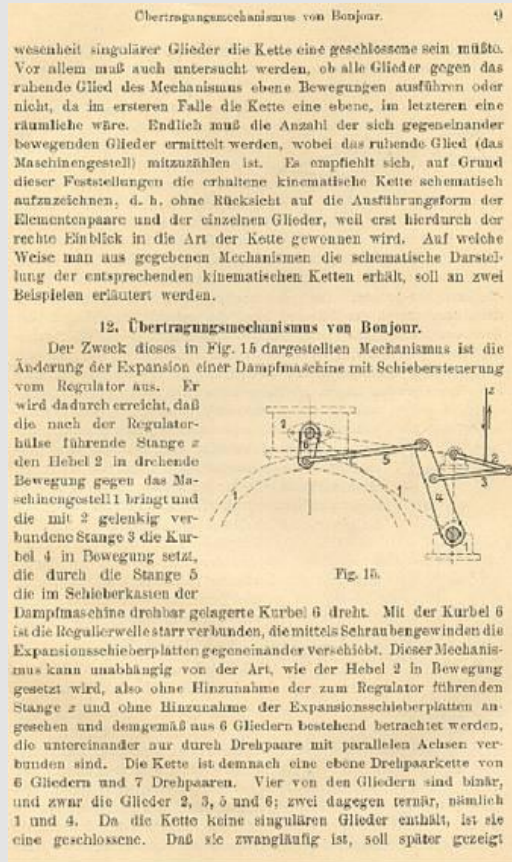 Übertragungsmechanismus von Bonjour. 9
wesenheit singulärer Glieder die Kette eine geschlossene sein müßte.
Vor allem muß auch untersucht werden, ob alle Glieder gegen das
ruhende Glied des Mechanismus ebene Bewegungen ausführen oder
nicht, da im ersteren Falle die Kette eine ebene, im letzteren eine
räumliche wäre. Endlich muß die Anzahl der sich gegeneinander
bewegenden Glieder ermittelt werden, wobei das ruhende Glied (das
Maschinengestell) mitzuzählen ist. Es empfiehlt sich, auf Grund
dieser Feststellungen die erhaltene kinematische Kette schematisch
aufzuzeichnen, d. h. ohne Rücksicht auf die Ausführungsform der
Elementenpaare und der einzelnen Glieder, weil erst hierdurch der
rechte Einblick in die Art der Kette gewonnen wird. Auf welche
Weise man aus gegebenen Mechanismen die schematische Darstel-
lung der entsprechenden kinematischen Ketten erhält, soll an zwei
Beispielen erläutert werden.
12. Übertragungsmechanismus von Bonjour.
Der Zweck dieses in Fig. 15 dargestellten Mechanismus ist die
Änderung der Expansion einer Dampfmaschine mit Schiebersteuerung
vom Regulator aus. Er
wird dadurch erreicht, daß
die nach der Regulator-
hülse führende Stange z
den Hebel 2 in drehende
Bewegung gegen das Ma-
schinengestell 1 bringt und
die mit 2 gelenkig ver-
bundene Stange 3 die Kur-
bel 4 in Bewegung setzt,
die durch die Stange 5
die im Schieberkasten der
z
1
6
2
5
3
4
1
1
Fig. 15.
Dampfmaschine drehbar gelagerte Kurbel 6 dreht. Mit der Kurbel 6
ist die Regulierwelle starr verbunden, die mittels Schraubengewinden die
Expansionsschieberplatten gegeneinander verschiebt. Dieser Mechanis-
mus kann unabhängig von der Art, wie der Hebel 2 in Bewegung
gesetzt wird, also ohne Hinzunahme der zum Regulator führenden
Stange z und ohne Hinzunahme der Expansionsschieberplatten an-
gesehen und demgemäß aus 6 Gliedern bestehend betrachtet werden,
die untereinander nur durch Drehpaare mit parallelen Achsen ver-
bunden sind. Die Kette ist demnach eine ebene Drehpaarkette von
6 Gliedern und 7 Drehpaaren. Vier von den Gliedern sind binär,
und zwar die Glieder 2, 3, 5 und 6; zwei dagegen ternär, nämlich
1 und 4. Da die Kette keine singulären Glieder enthält, ist sie
eine geschlossene. Daß sie zwangläufig ist, soll später gezeigt